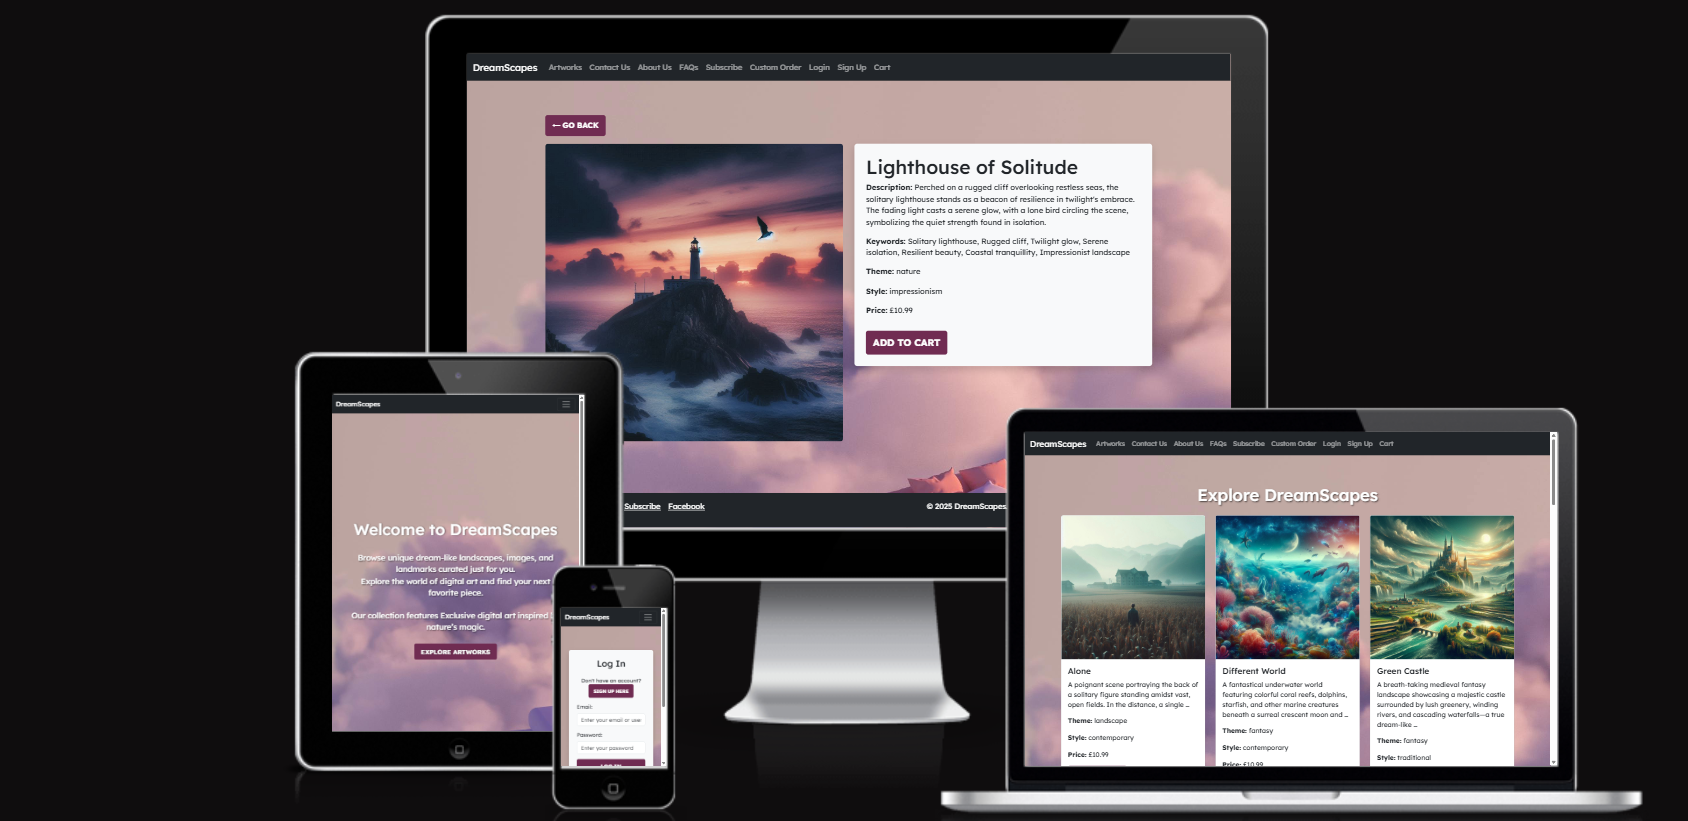 DreamScapes Artworks Contact Us About Us FAQs Subscribe Custom Order Login Sign Up Cart
← GO BACK
Lighthouse of Solitude
Description: Perched on a rugged cliff overlooking restless seas, the
solitary lighthouse stands as a beacon of resilience in twilight's embrace.
The fading light casts a serene glow, with a lone bird circling the scene,
symbolizing the quiet strength found in isolation.
Keywords: Solitary lighthouse, Rugged cliff, Twilight glow, Serene
isolation, Resilient beauty, Coastal tranquillity, Impressionist landscape
Theme: nature
Style: impressionism
Price: £10.99
ADD TO CART
Subscribe Facebook
© 2025 DreamScapes
DreamScapes
Welcome to DreamScapes
Browse unique dream-like landscapes, images, and
landmarks curated just for you.
Explore the world of digital art and find your next
favorite piece.
Our collection features Exclusive digital art inspired
nature's magic.
EXPLORE ARTWORKS
DreamScapes
Log In
Don't have an account?
SIGN UP HERE
Email:
Enter your email or use
Password:
Enter your password
LOG IN
DreamScapes Artworks Contact Us About Us FAQs Subscribe Custom Order Login Sign Up Cart
Explore DreamScapes
Alone
A poignant scene portraying the back of
a solitary figure standing amidst vast,
open fields. In the distance, a single ...
Theme: landscape
Style: contemporary
Price: £10.99
Different World
A fantastical underwater world
featuring colorful coral reefs, dolphins,
starfish, and other marine creatures
beneath a surreal crescent moon and ...
Theme: fantasy
Style: contemporary
Price: £10.99
Green Castle
A breath-taking medieval fantasy
landscape showcasing a majestic castle
surrounded by lush greenery, winding
rivers, and cascading waterfalls—a true
dream-like ...
Theme: fantasy
Style: traditional